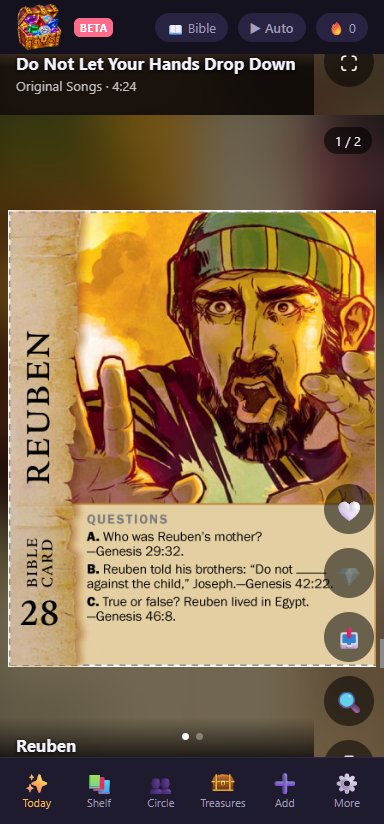 BETA
Bible
Auto
0
Do Not Let Your Hands Drop Down
Original Songs · 4:24
1 / 2
REUBEN
BIBLE
CARD
28
QUESTIONS
A. Who was Reuben's mother?
—Genesis 29:32.
B. Reuben told his brothers: “Do not _____
against the child,” Joseph.—Genesis 42:22.
C. True or false? Reuben lived in Egypt.
—Genesis 46:8.
Reuben
Today
Shelf
Circle
Treasures
Add
More